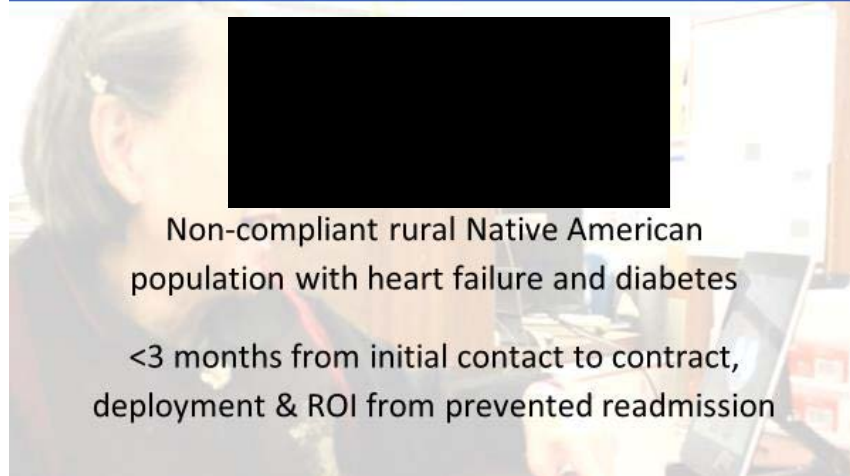 Non-compliant rural Native American
population with heart failure and diabetes
<3 months from initial contact to contract,
deployment & ROI from prevented readmission